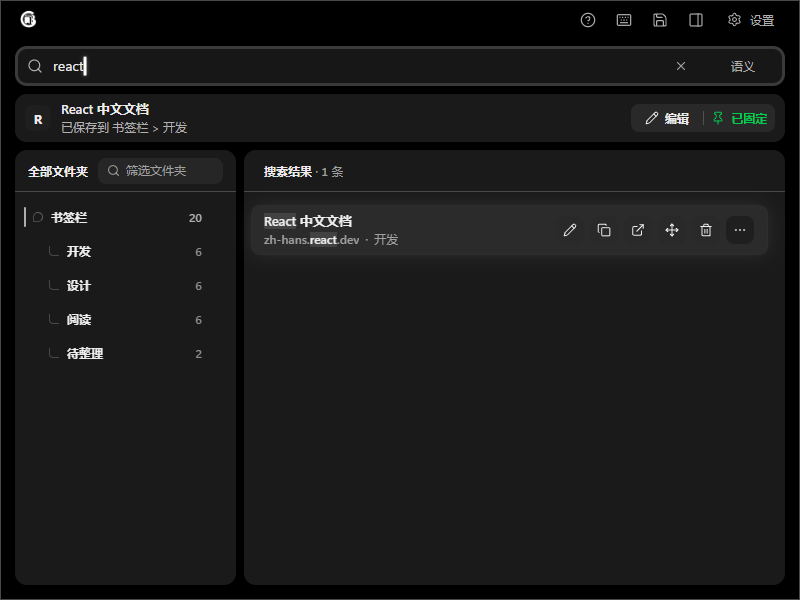 设置
react
语义
R
React 中文文档
已保存到 书签栏 > 开发
编辑
已固定
全部文件夹
筛选文件夹
书签栏 20
开发 6
设计 6
阅读 6
待整理 2
搜索结果 · 1 条
React 中文文档
zh-hans.react.dev · 开发